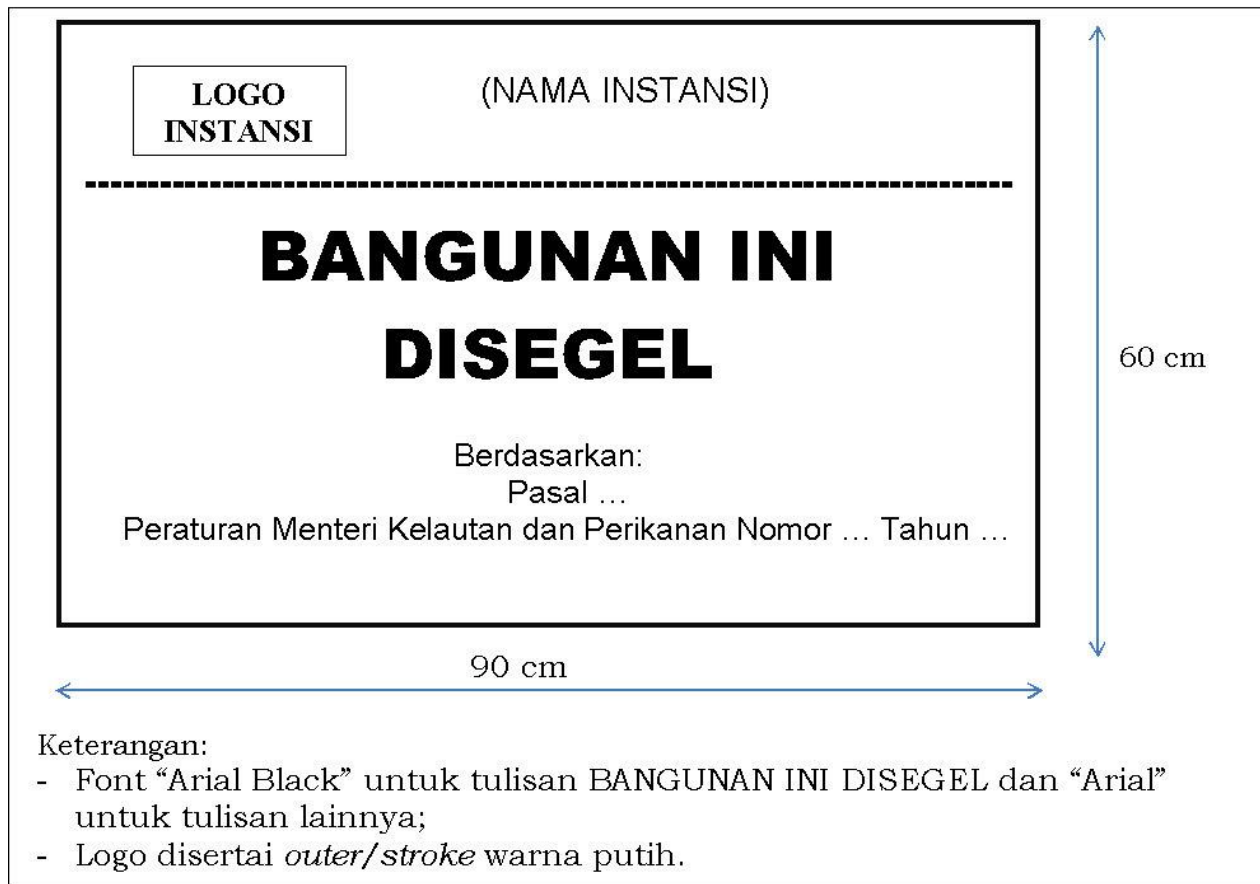 LOGO
INSTANSI
(NAMA INSTANSI)
BANGUNAN INI
DISEGEL
Berdasarkan:
Pasal …
Peraturan Menteri Kelautan dan Perikanan Nomor … Tahun …
60 cm
90 cm
Keterangan:
- Font “Arial Black” untuk tulisan BANGUNAN INI DISEGEL dan “Arial”
untuk tulisan lainnya;
- Logo disertai outer/stroke warna putih.